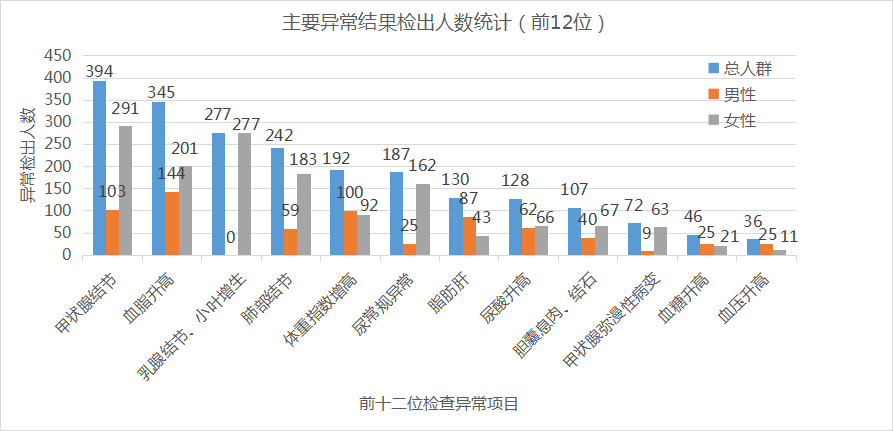 主要异常结果检出人数统计（前12位）
异常检出人数
450
400
350
300
250
200
150
100
50
0
总人群
男性
女性
394 103 291
345 144 201
277 0 277
242 59 183
192 100 92
187 25 162
130 87 43
128 62 66
107 40 67
72 9 63
46 25 21
36 25 11
甲状腺结节
血脂升高
乳腺结节、小叶增生
肺部结节
体重指数增高
尿常规异常
脂肪肝
尿酸升高
胆囊息肉、结石
甲状腺弥漫性病变
血糖升高
血压升高
前十二位检查异常项目